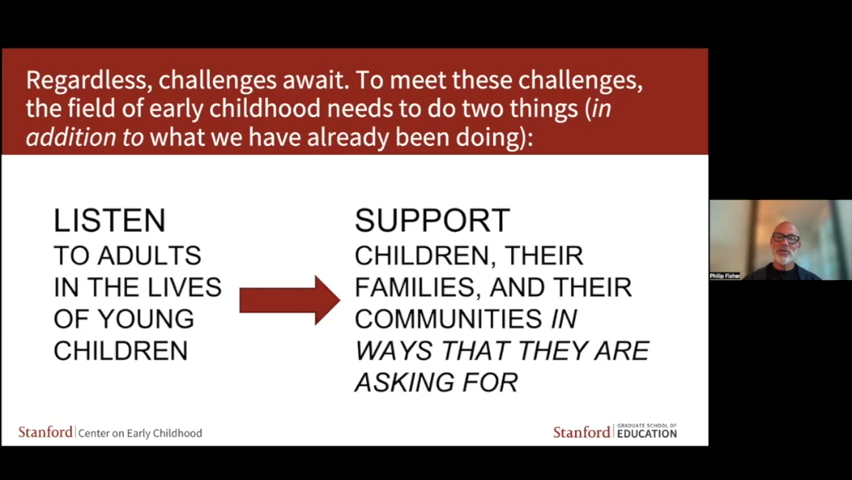 Regardless, challenges await. To meet these challenges,
the field of early childhood needs to do two things (in
addition to what we have already been doing):
LISTEN
TO ADULTS
IN THE LIVES
OF YOUNG
CHILDREN
SUPPORT
CHILDREN, THEIR
FAMILIES, AND THEIR
COMMUNITIES IN
WAYS THAT THEY ARE
ASKING FOR
Philip Fisher
Stanford | Center on Early Childhood
Stanford | GRADUATE SCHOOL OF
EDUCATION